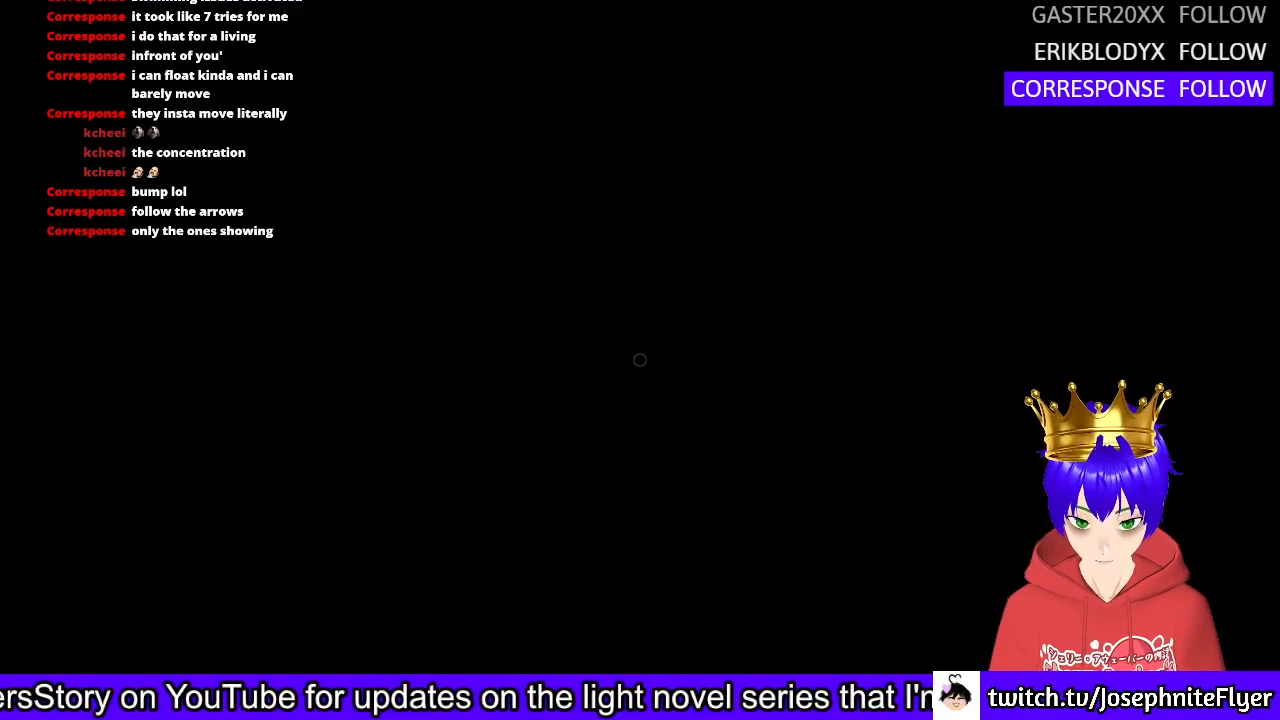 Corresponse it took like 7 tries for me
Corresponse i do that for a living
Corresponse infront of you'
Corresponse i can float kinda and i can
barely move
Corresponse they insta move literally
kcheei
kcheei the concentration
kcheei
Corresponse bump lol
Corresponse follow the arrows
Corresponse only the ones showing
GASTER20XX FOLLOW
ERIKBLODYX FOLLOW
CORRESPONSE FOLLOW
ersStory on YouTube for updates on the light novel series that I'm
twitch.tv/JosephniteFlyer